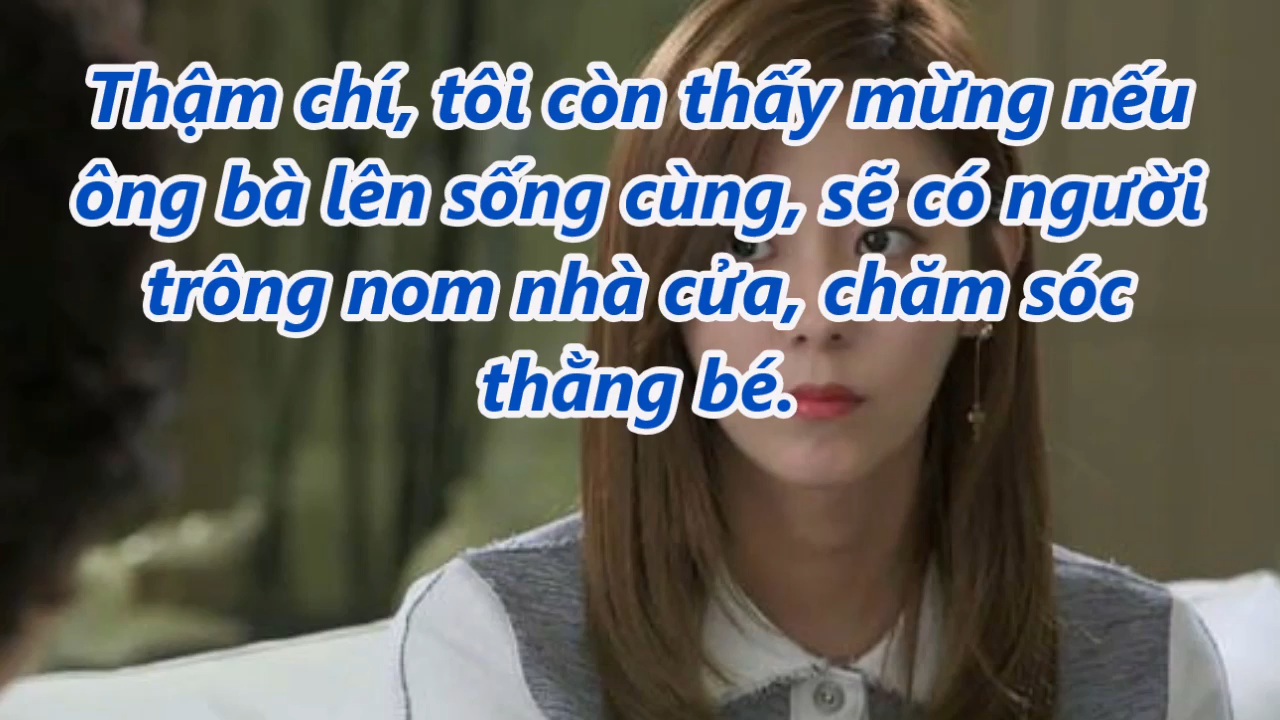 Thậm chí, tôi còn thấy mừng nếu
ông bà lên sống cùng, sẽ có người
trông nom nhà cửa, chăm sóc
thằng bé.